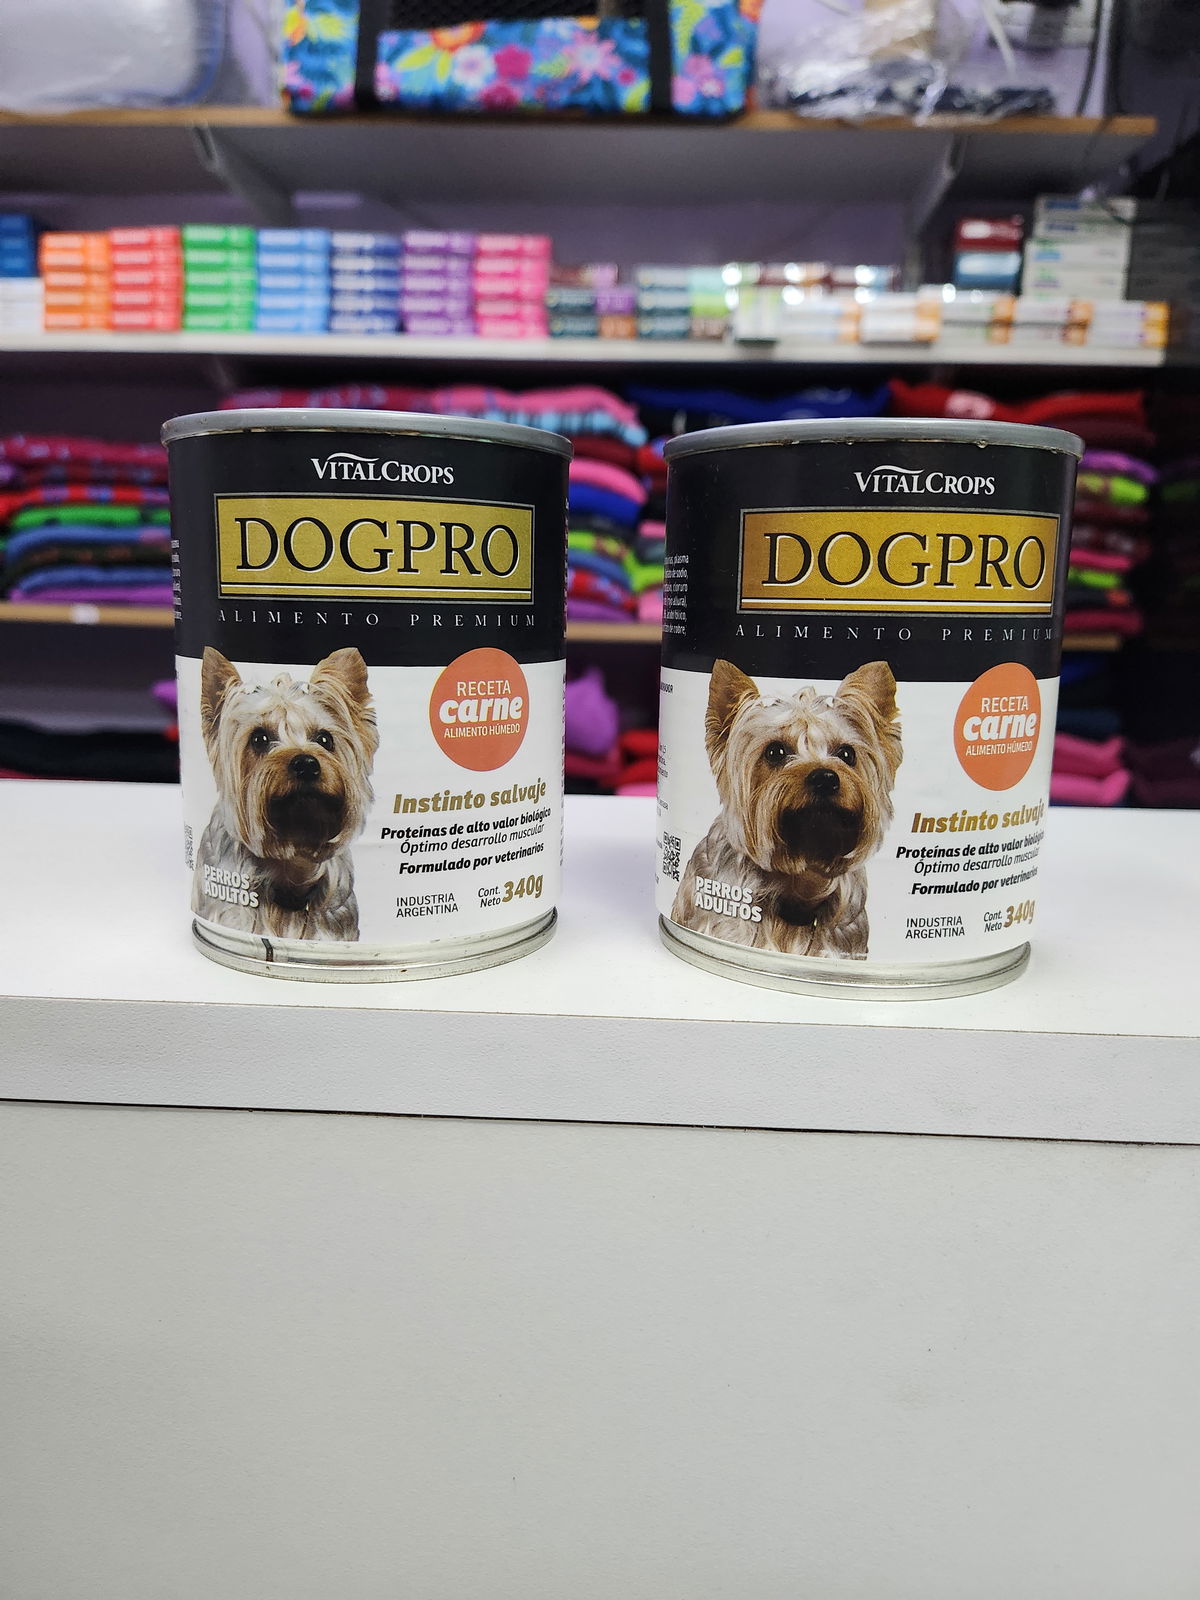 VITALCROPS
DOGPRO
ALIMENTO PREMIUM
RECETA
carne
ALIMENTO HÚMEDO
Instinto salvaje
Proteínas de alto valor biológico
Óptimo desarrollo muscular
Formulado por veterinarios
PERROS
ADULTOS
INDUSTRIA
ARGENTINA
Cont.
Neto 340g
VITALCROPS
DOGPRO
ALIMENTO PREMIUM
RECETA
carne
ALIMENTO HÚMEDO
Instinto salvaje
Proteínas de alto valor biológico
Óptimo desarrollo muscular
Formulado por veterinarios
PERROS
ADULTOS
INDUSTRIA
ARGENTINA
Cont.
Neto 340g